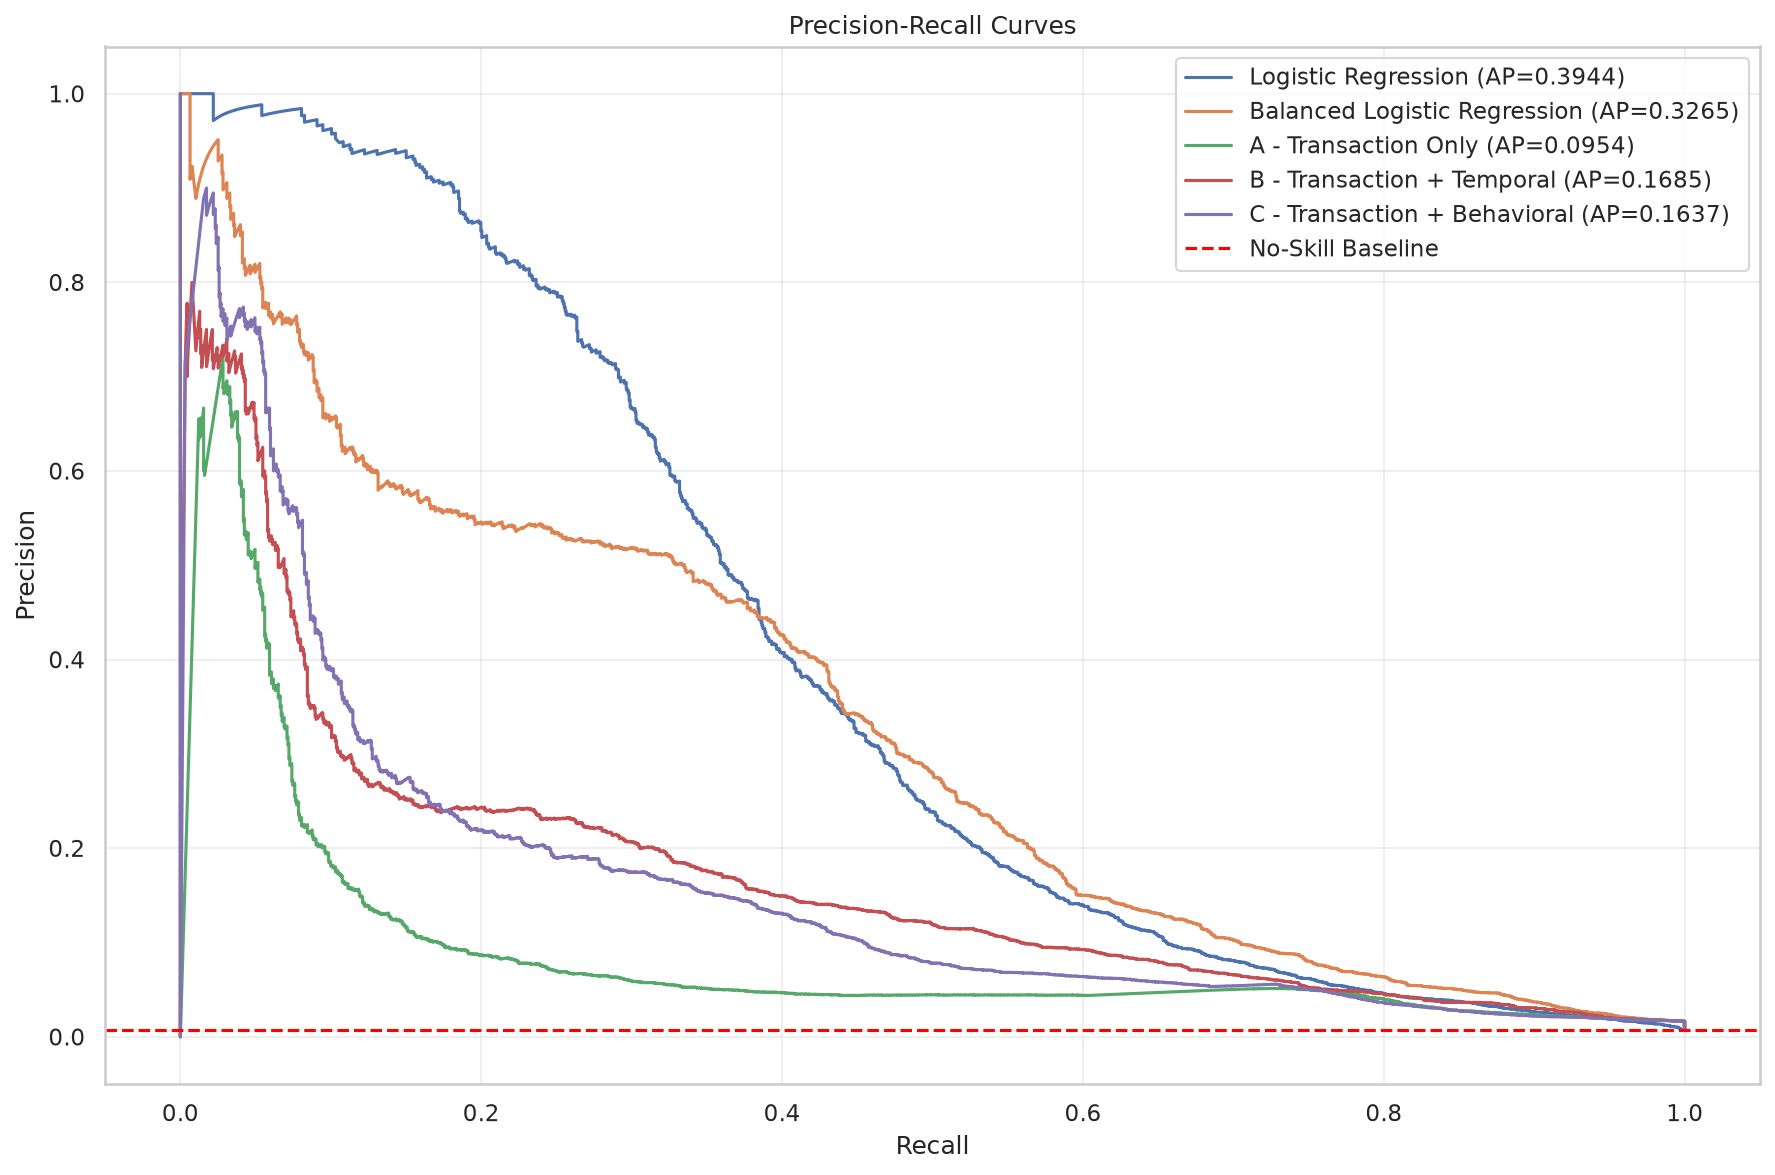 Precision-Recall Curves
Logistic Regression (AP=0.3944)
Balanced Logistic Regression (AP=0.3265)
A - Transaction Only (AP=0.0954)
B - Transaction + Temporal (AP=0.1685)
C - Transaction + Behavioral (AP=0.1637)
No-Skill Baseline
Precision
1.0
0.8
0.6
0.4
0.2
0.0
0.0 0.2 0.4 0.6 0.8 1.0
Recall